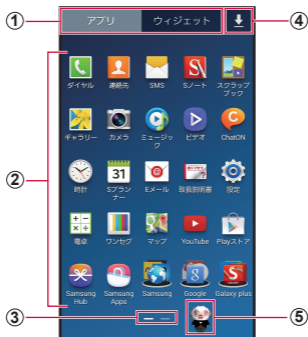 ①
アプリ
ウィジェット
④
②
ダイヤル
連絡先
SMS
Sノート
スクラップ
ブック
ギャラリー
カメラ
ミュージッ
ク
ビデオ
ChatON
時計
31
Sプラン
ナー
Eメール
取扱説明書
設定
電卓
ワンセグ
マップ
YouTube
Playストア
Samsung
Hub
Samsung
Apps
Samsung
Google
Galaxy plus
③
⑤